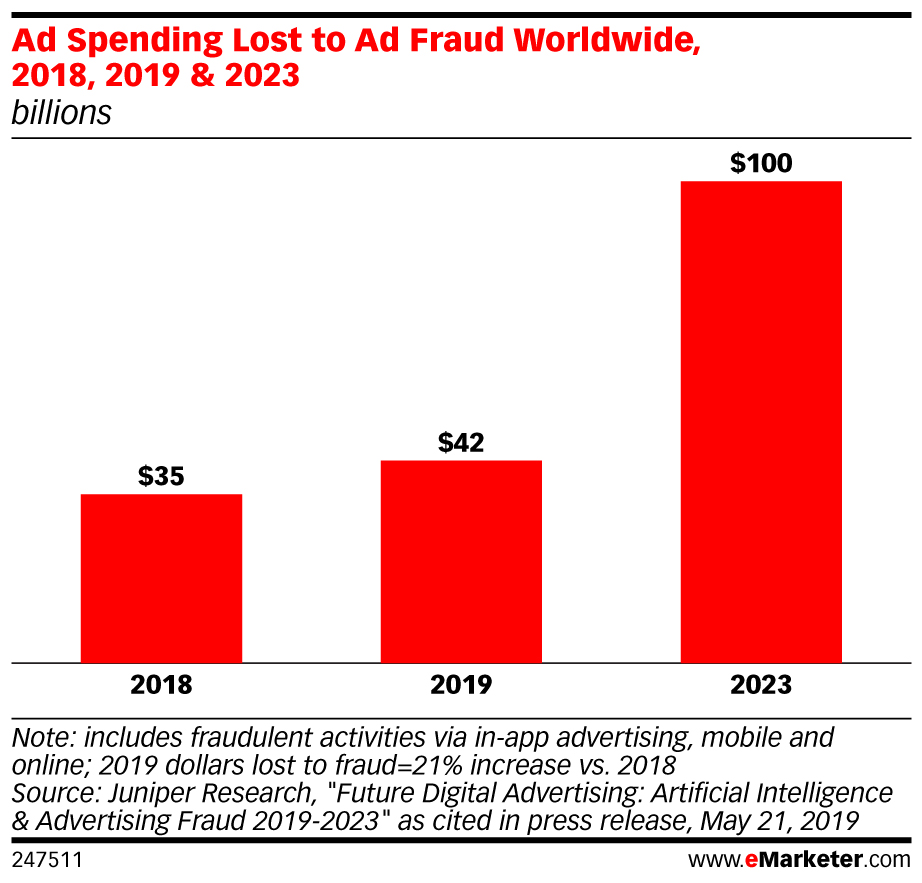 Ad Spending Lost to Ad Fraud Worldwide,
2018, 2019 & 2023
billions
$100
$42
$35
2018 2019 2023
Note: includes fraudulent activities via in-app advertising, mobile and
online; 2019 dollars lost to fraud=21% increase vs. 2018
Source: Juniper Research, "Future Digital Advertising: Artificial Intelligence
& Advertising Fraud 2019-2023" as cited in press release, May 21, 2019
247511 www.eMarketer.com